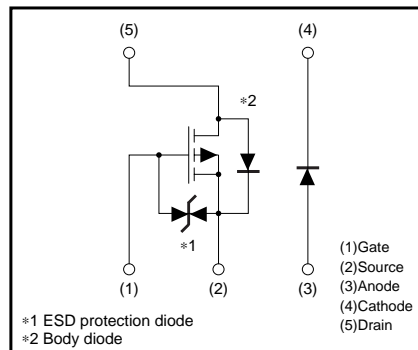 (5) (4)
∗2
∗1
(1) (2) (3)
(1)Gate
(2)Source
(3)Anode
(4)Cathode
(5)Drain
∗1 ESD protection diode
∗2 Body diode